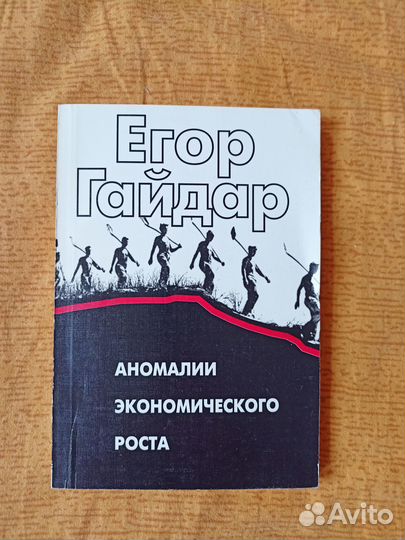 Егор
Гайдар
АНОМАЛИИ
ЭКОНОМИЧЕСКОГО
РОСТА
Avito